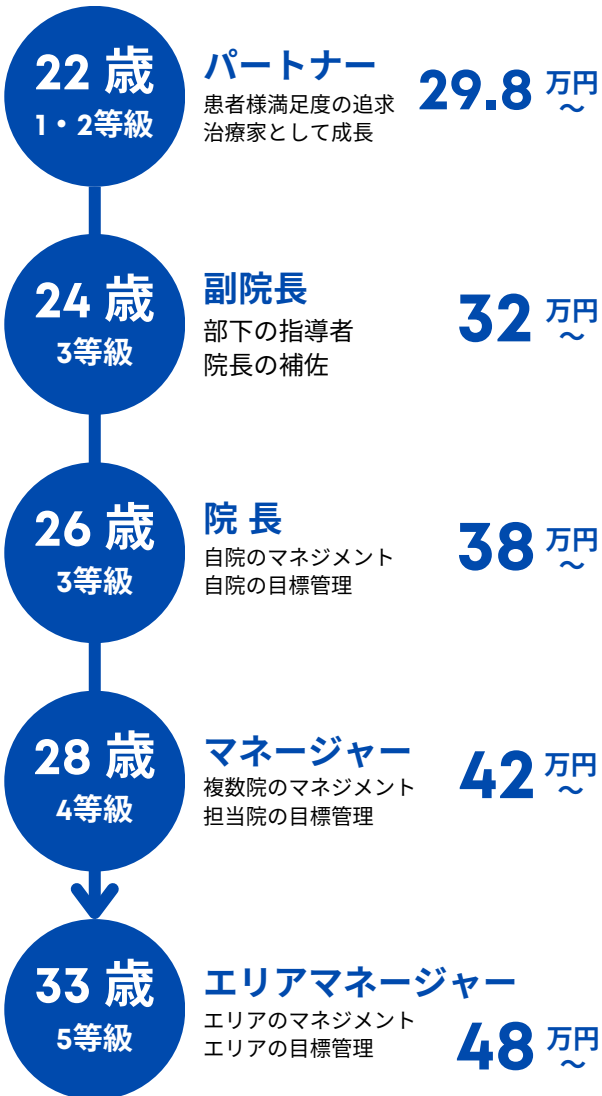 22 歳
1・2等級
パートナー
患者様満足度の追求
治療家として成長
29.8 万円～
24 歳
3等級
副院長
部下の指導者
院長の補佐
32 万円～
26 歳
3等級
院 長
自院のマネジメント
自院の目標管理
38 万円～
28 歳
4等級
マネージャー
複数院のマネジメント
担当院の目標管理
42 万円～
33 歳
5等級
エリアマネージャー
エリアのマネジメント
エリアの目標管理
48 万円～